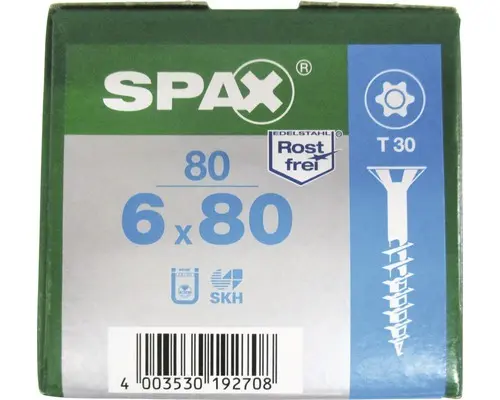 SPAX®
T 30
EDELSTAHL®
Rost
frei
80
6 x 80
SKH
4 003530 192708